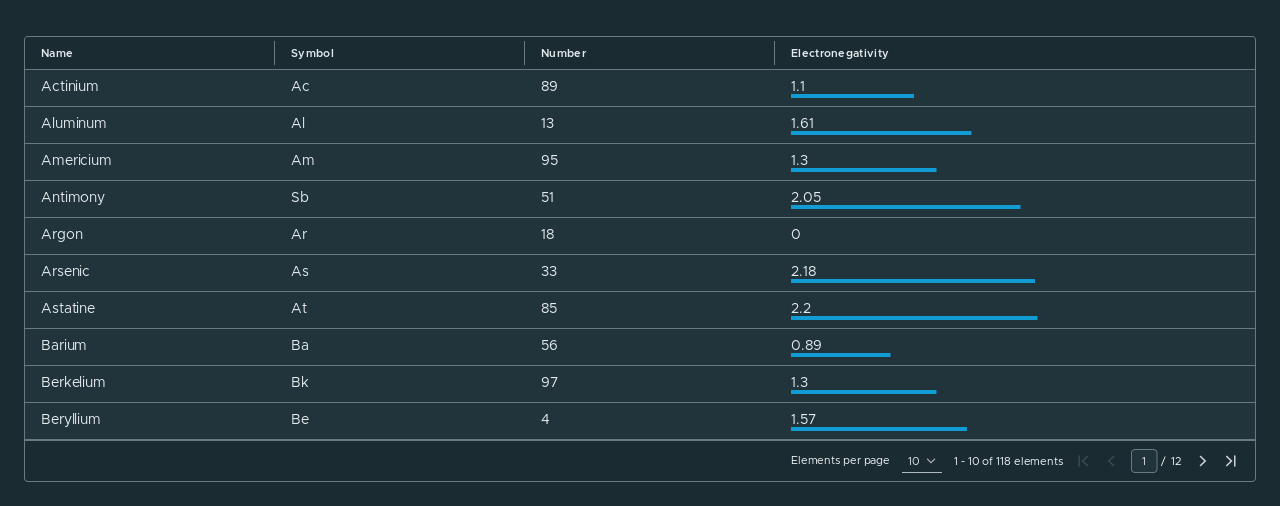 Name Symbol Number Electronegativity
Actinium Ac 89 1.1
Aluminum Al 13 1.61
Americium Am 95 1.3
Antimony Sb 51 2.05
Argon Ar 18 0
Arsenic As 33 2.18
Astatine At 85 2.2
Barium Ba 56 0.89
Berkelium Bk 97 1.3
Beryllium Be 4 1.57
Elements per page 10 1 - 10 of 118 elements 1 / 12